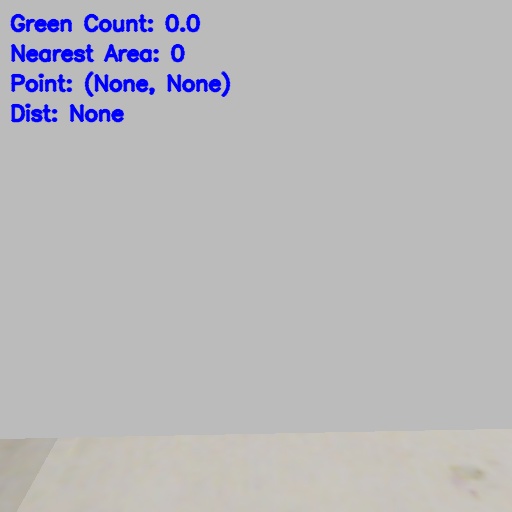 Green Count: 0.0
Nearest Area: 0
Point: (None, None)
Dist: None